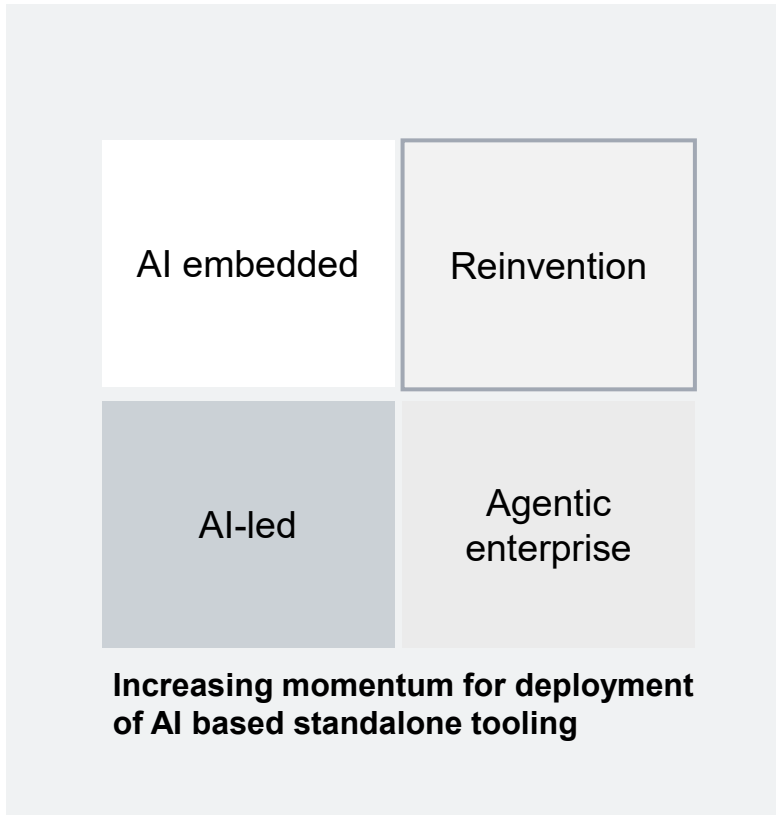 AI embedded
Reinvention
AI-led
Agentic
enterprise
Increasing momentum for deployment
of AI based standalone tooling